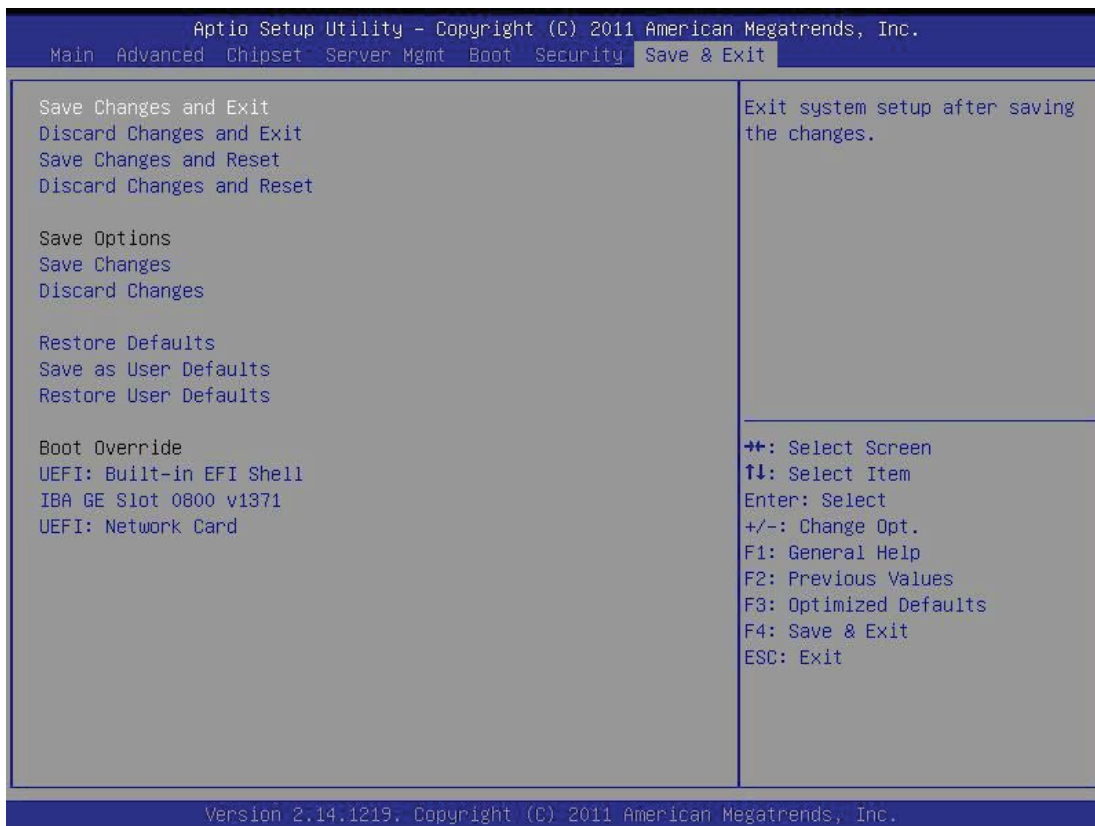 Aptio Setup Utility – Copyright (C) 2011 American Megatrends, Inc.
Main Advanced Chipset Server Mgmt Boot Security Save & Exit
Save Changes and Exit
Discard Changes and Exit
Save Changes and Reset
Discard Changes and Reset
Save Options
Save Changes
Discard Changes
Restore Defaults
Save as User Defaults
Restore User Defaults
Boot Override
UEFI: Built-in EFI Shell
IBA GE Slot 0800 v1371
UEFI: Network Card
Exit system setup after saving
the changes.
→←: Select Screen
↑↓: Select Item
Enter: Select
+/-: Change Opt.
F1: General Help
F2: Previous Values
F3: Optimized Defaults
F4: Save & Exit
ESC: Exit
Version 2.14.1219. Copyright (C) 2011 American Megatrends, Inc.